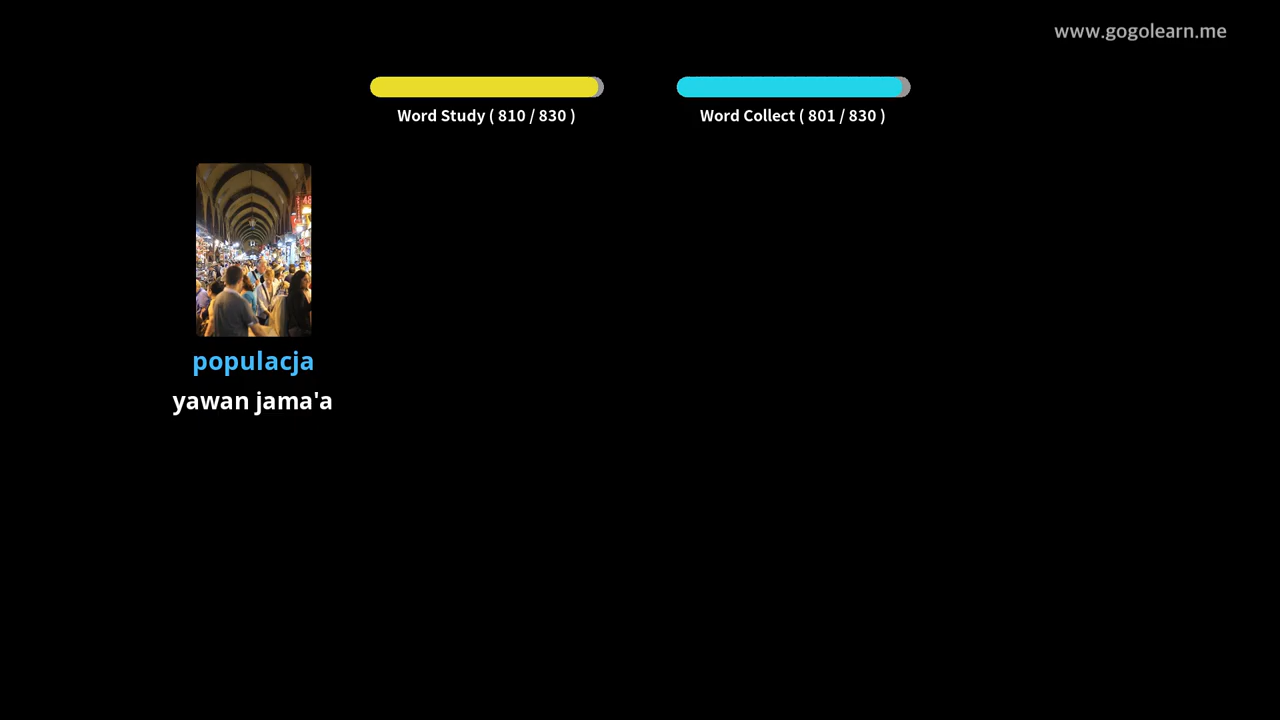 www.gogolearn.me
Word Study ( 810 / 830 )
Word Collect ( 801 / 830 )
populacja
yawan jama'a